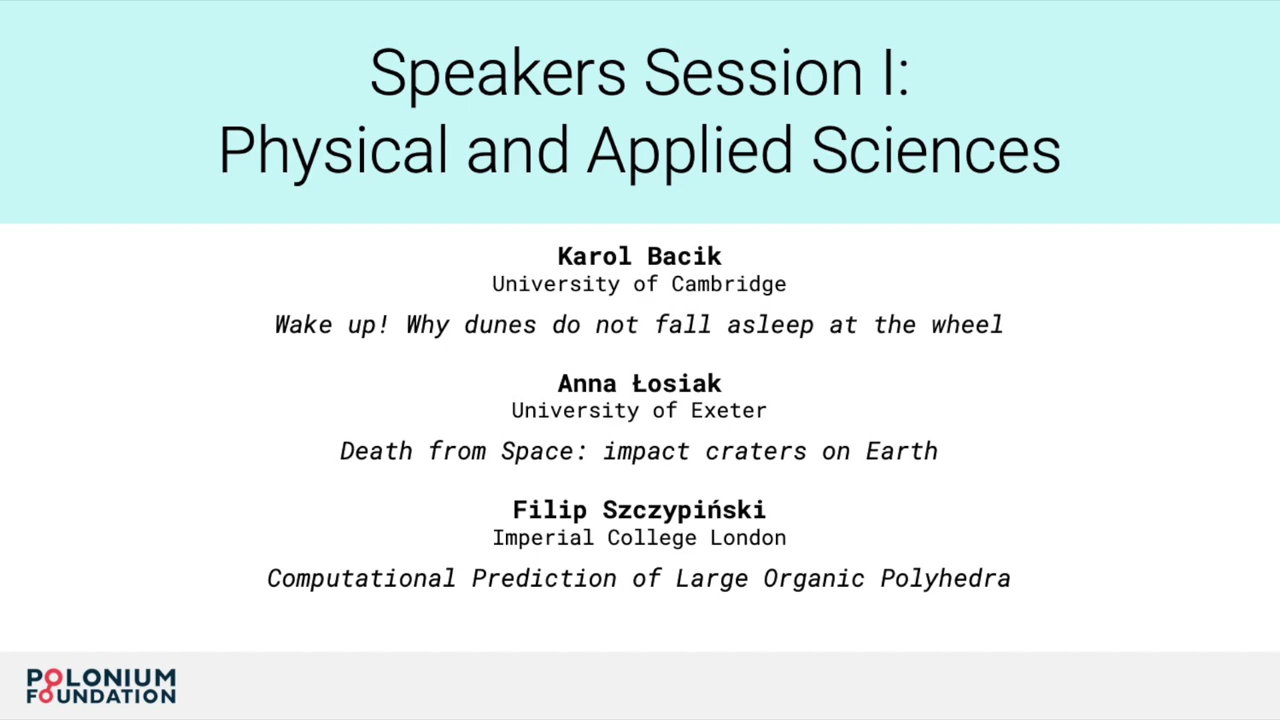 Speakers Session I:
Physical and Applied Sciences
Karol Bacik
University of Cambridge
Wake up! Why dunes do not fall asleep at the wheel
Anna Łosiak
University of Exeter
Death from Space: impact craters on Earth
Filip Szczypiński
Imperial College London
Computational Prediction of Large Organic Polyhedra
POLONIUM
FOUNDATION